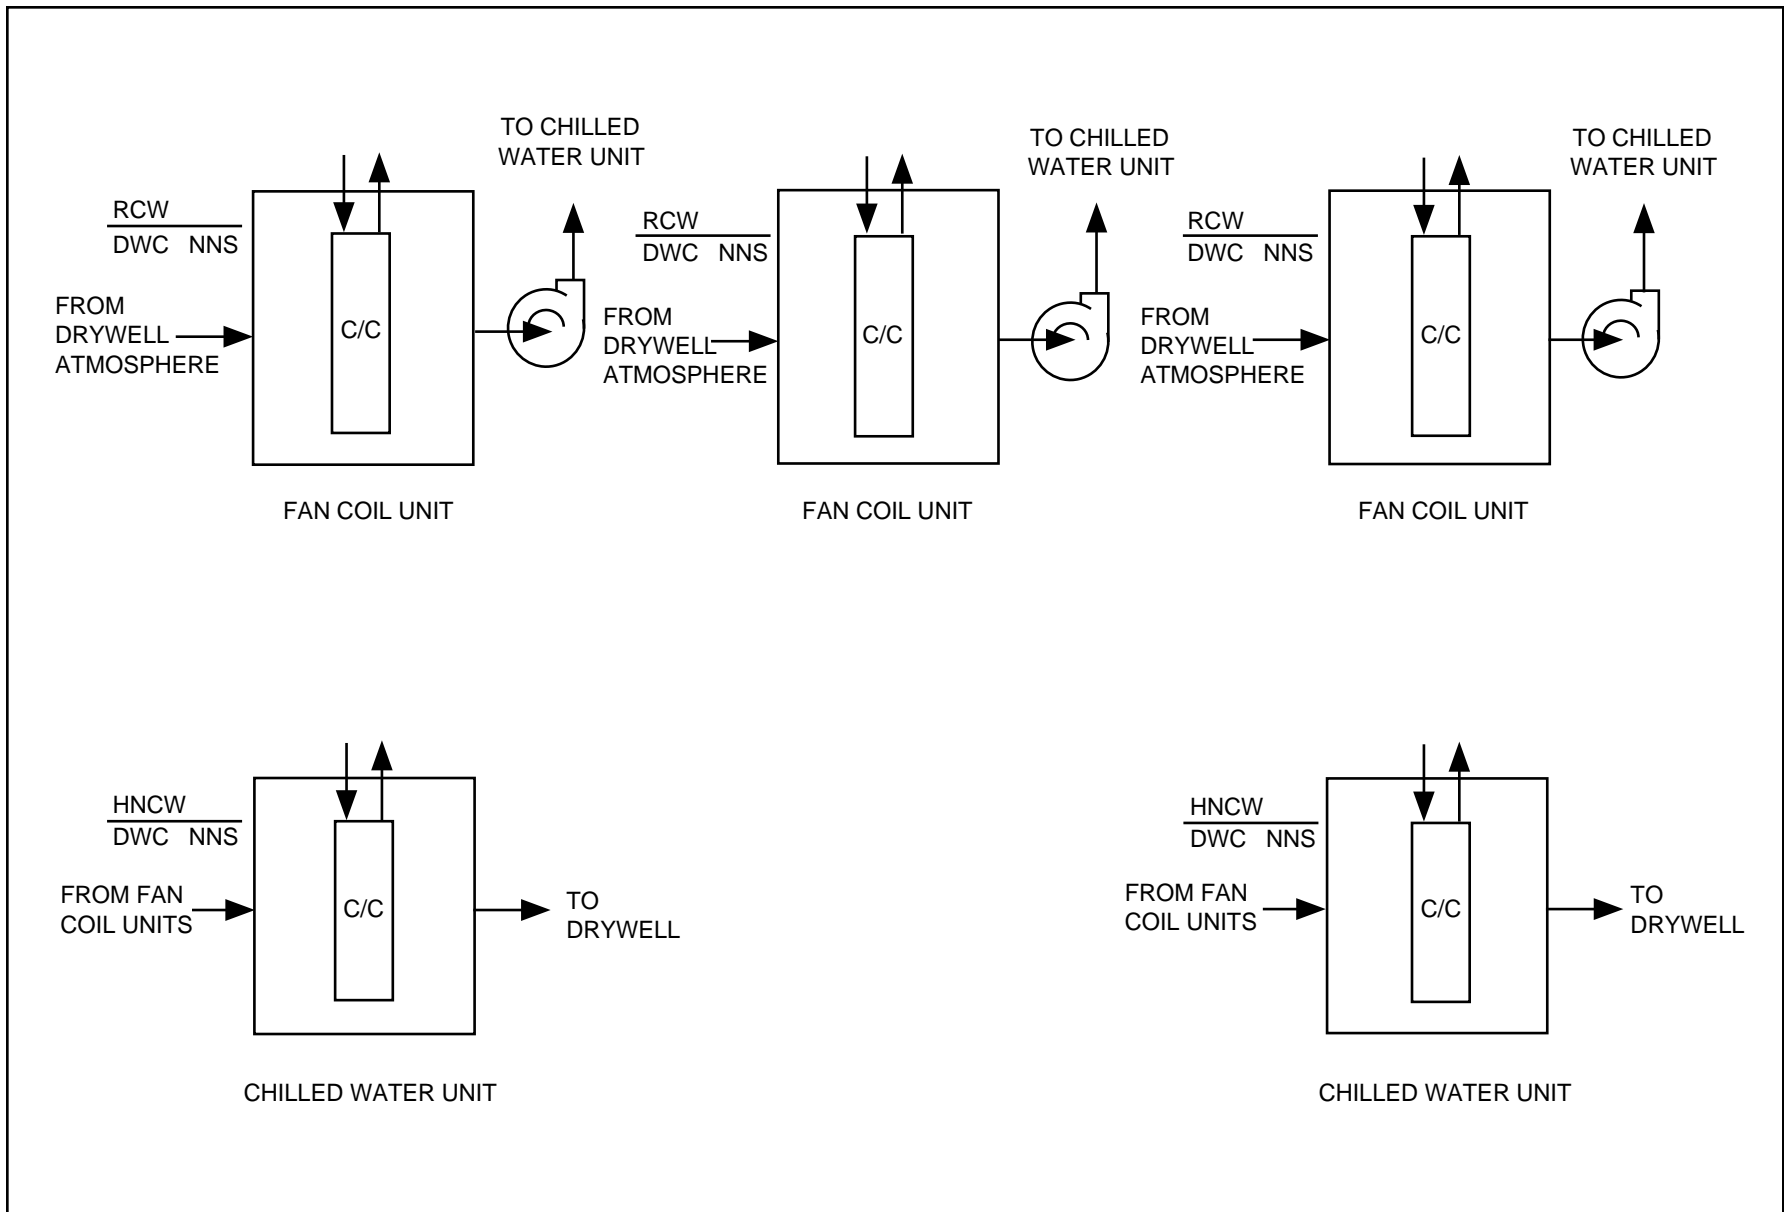 TO CHILLED
WATER UNIT
RCW
DWC NNS
FROM
DRYWELL
ATMOSPHERE
C/C
FAN COIL UNIT
TO CHILLED
WATER UNIT
RCW
DWC NNS
FROM
DRYWELL
ATMOSPHERE
C/C
FAN COIL UNIT
TO CHILLED
WATER UNIT
RCW
DWC NNS
FROM
DRYWELL
ATMOSPHERE
C/C
FAN COIL UNIT
HNCW
DWC NNS
FROM FAN
COIL UNITS
C/C
TO
DRYWELL
CHILLED WATER UNIT
HNCW
DWC NNS
FROM FAN
COIL UNITS
C/C
TO
DRYWELL
CHILLED WATER UNIT